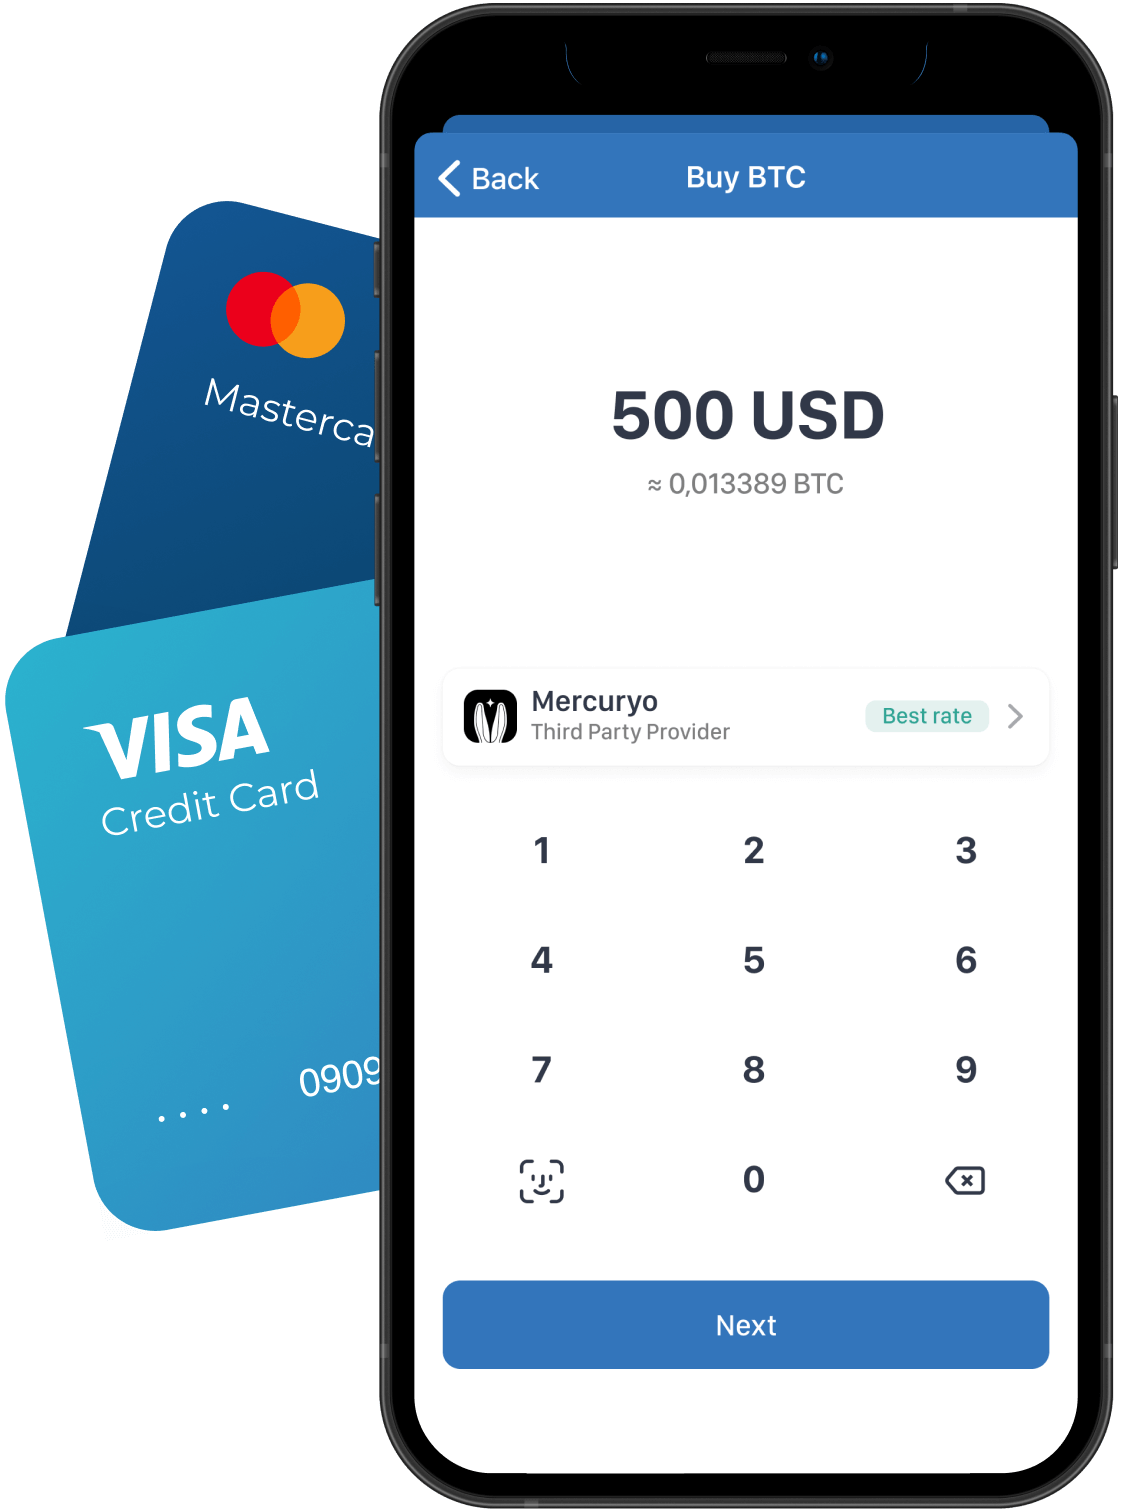 Back
Buy BTC
500 USD
≈ 0,013389 BTC
Mercuryo
Third Party Provider
Best rate
1 2 3
4 5 6
7 8 9
0
Next
Masterca
VISA
Credit Card
.... 0909